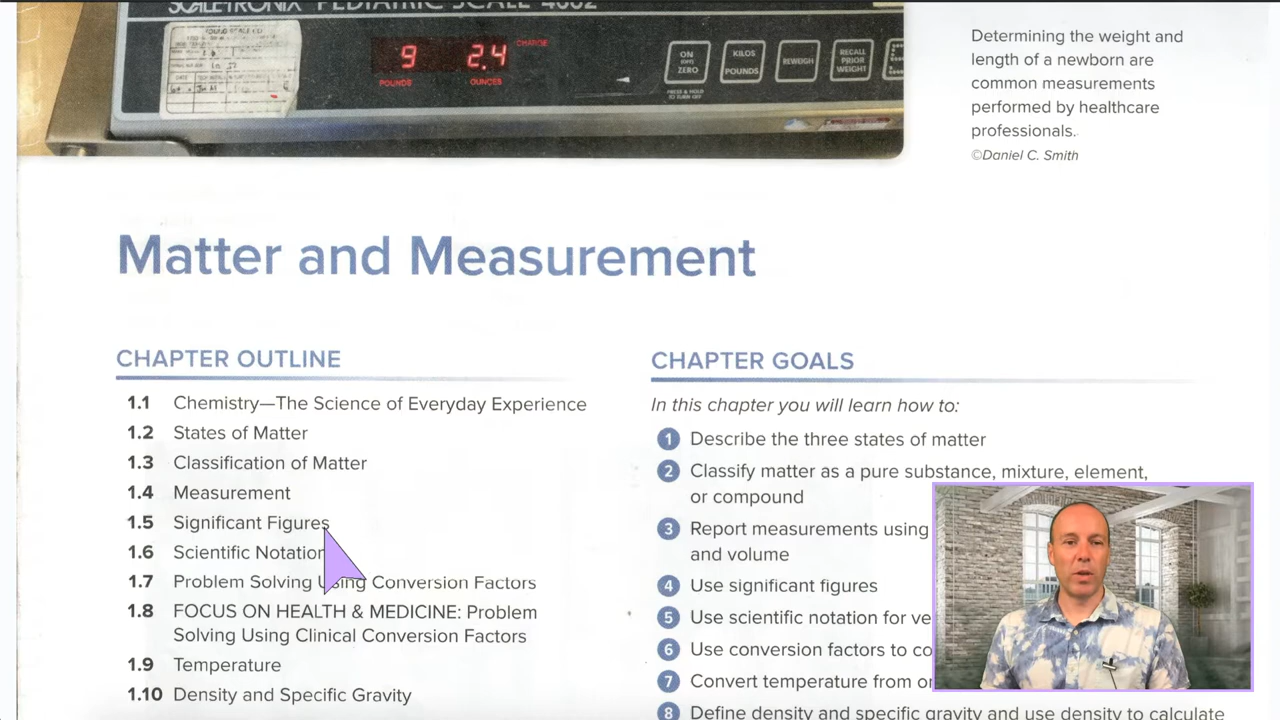 SCALETRONIX PEDIATRIC SCALE 4802
9 2.4 CHARGE
POUNDS OUNCES
ON
(OFF)
ZERO
PRESS & HOLD
TO TURN OFF
KILOS
POUNDS
REWEIGH
RECALL
PRIOR
WEIGHT
Determining the weight and
length of a newborn are
common measurements
performed by healthcare
professionals.
©Daniel C. Smith
Matter and Measurement
CHAPTER OUTLINE
1.1 Chemistry—The Science of Everyday Experience
1.2 States of Matter
1.3 Classification of Matter
1.4 Measurement
1.5 Significant Figures
1.6 Scientific Notation
1.7 Problem Solving Using Conversion Factors
1.8 FOCUS ON HEALTH & MEDICINE: Problem
Solving Using Clinical Conversion Factors
1.9 Temperature
1.10 Density and Specific Gravity
CHAPTER GOALS
In this chapter you will learn how to:
1 Describe the three states of matter
2 Classify matter as a pure substance, mixture, element,
or compound
3 Report measurements using
and volume
4 Use significant figures
5 Use scientific notation for ve
6 Use conversion factors to co
7 Convert temperature from o
8 Define density and specific gravity and use density to calculate